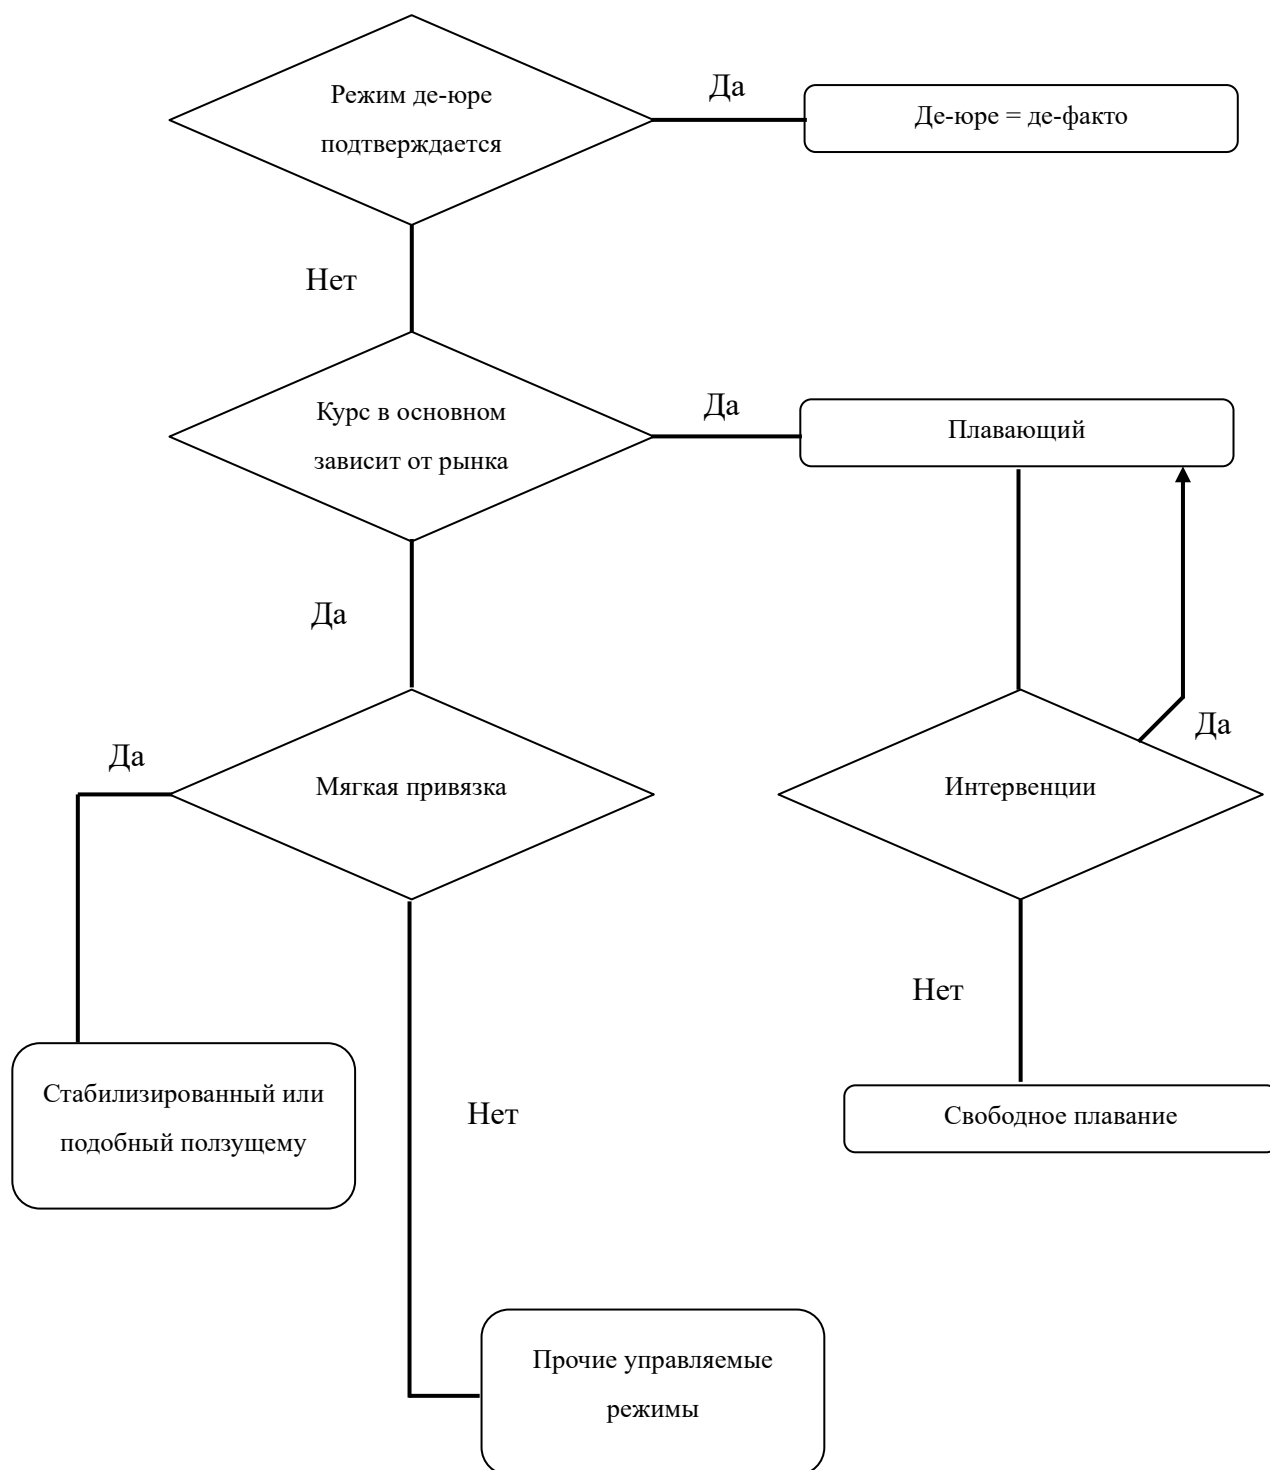 Режим де-юре
подтверждается
Да
Де-юре = де-факто
Нет
Курс в основном
зависит от рынка
Да
Плавающий
Да
Мягкая привязка
Да
Интервенции
Да
Нет
Стабилизированный или
подобный ползущему
Нет
Свободное плавание
Прочие управляемые
режимы